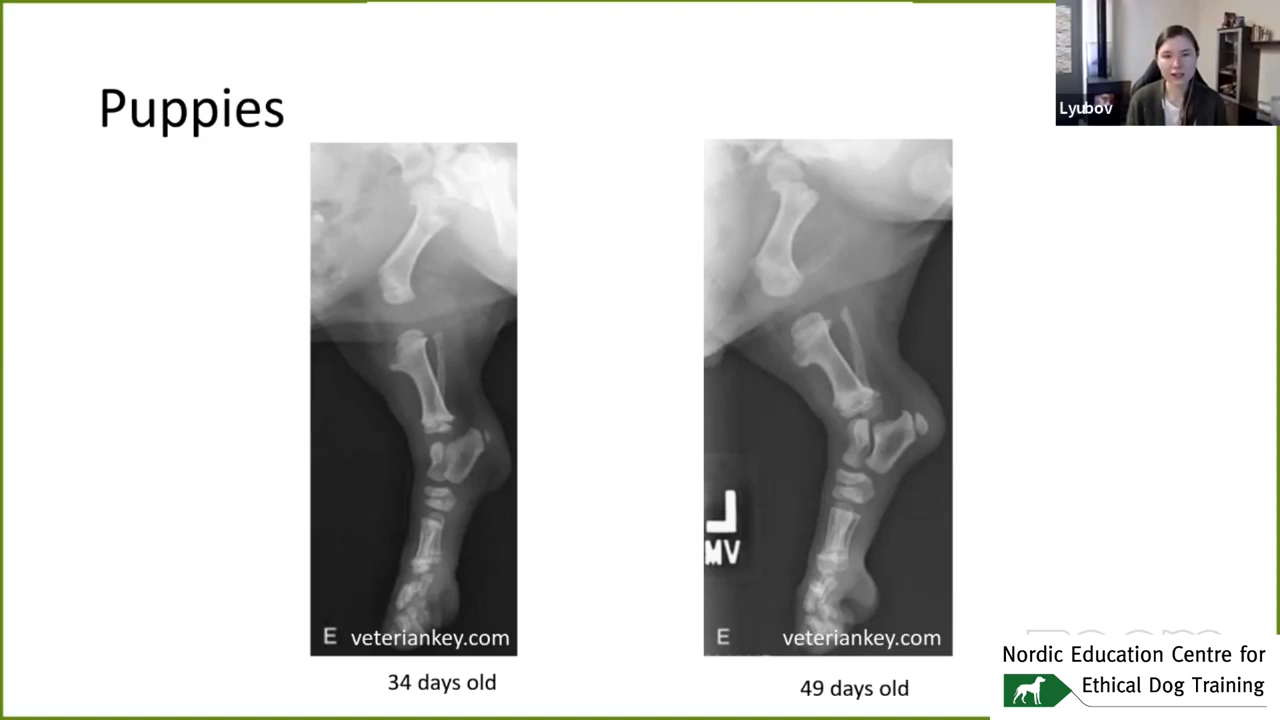 Puppies
Lyubov
L
MV
E veteriankey.com
E veteriankey.com
34 days old
49 days old
zoom
Nordic Education Centre for
Ethical Dog Training